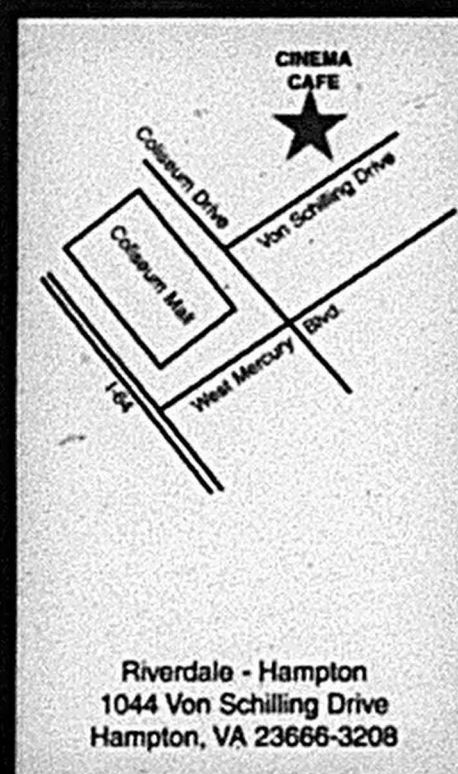 CINEMA
CAFE
Coliseum Drive
Von Schilling Drive
Coliseum Mall
West Mercury Blvd.
I-64
Riverdale - Hampton
1044 Von Schilling Drive
Hampton, VA 23666-3208